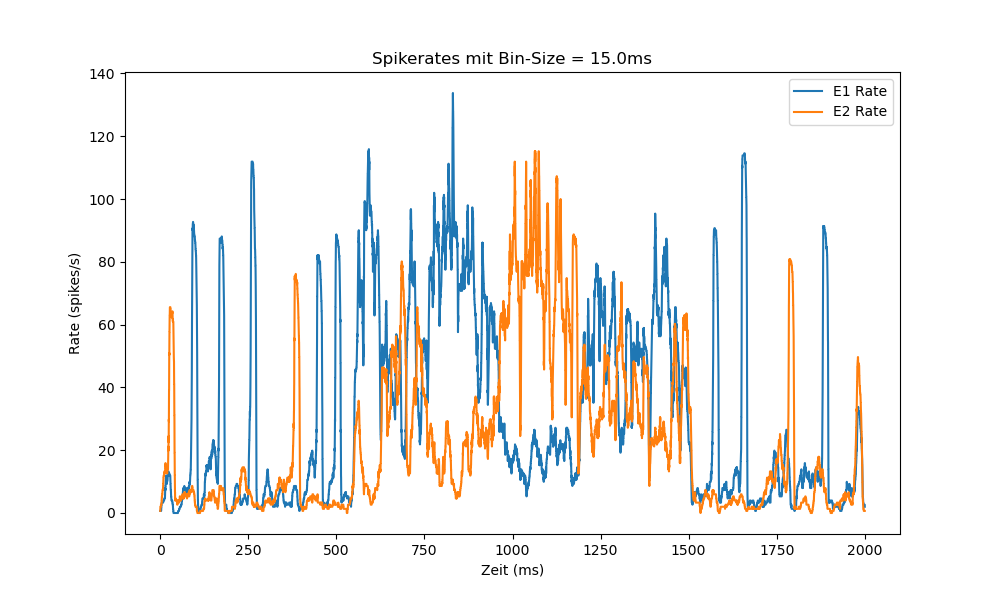 Spikerates mit Bin-Size = 15.0ms
E1 Rate
E2 Rate
Rate (spikes/s)
140
120
100
80
60
40
20
0
0 250 500 750 1000 1250 1500 1750 2000
Zeit (ms)